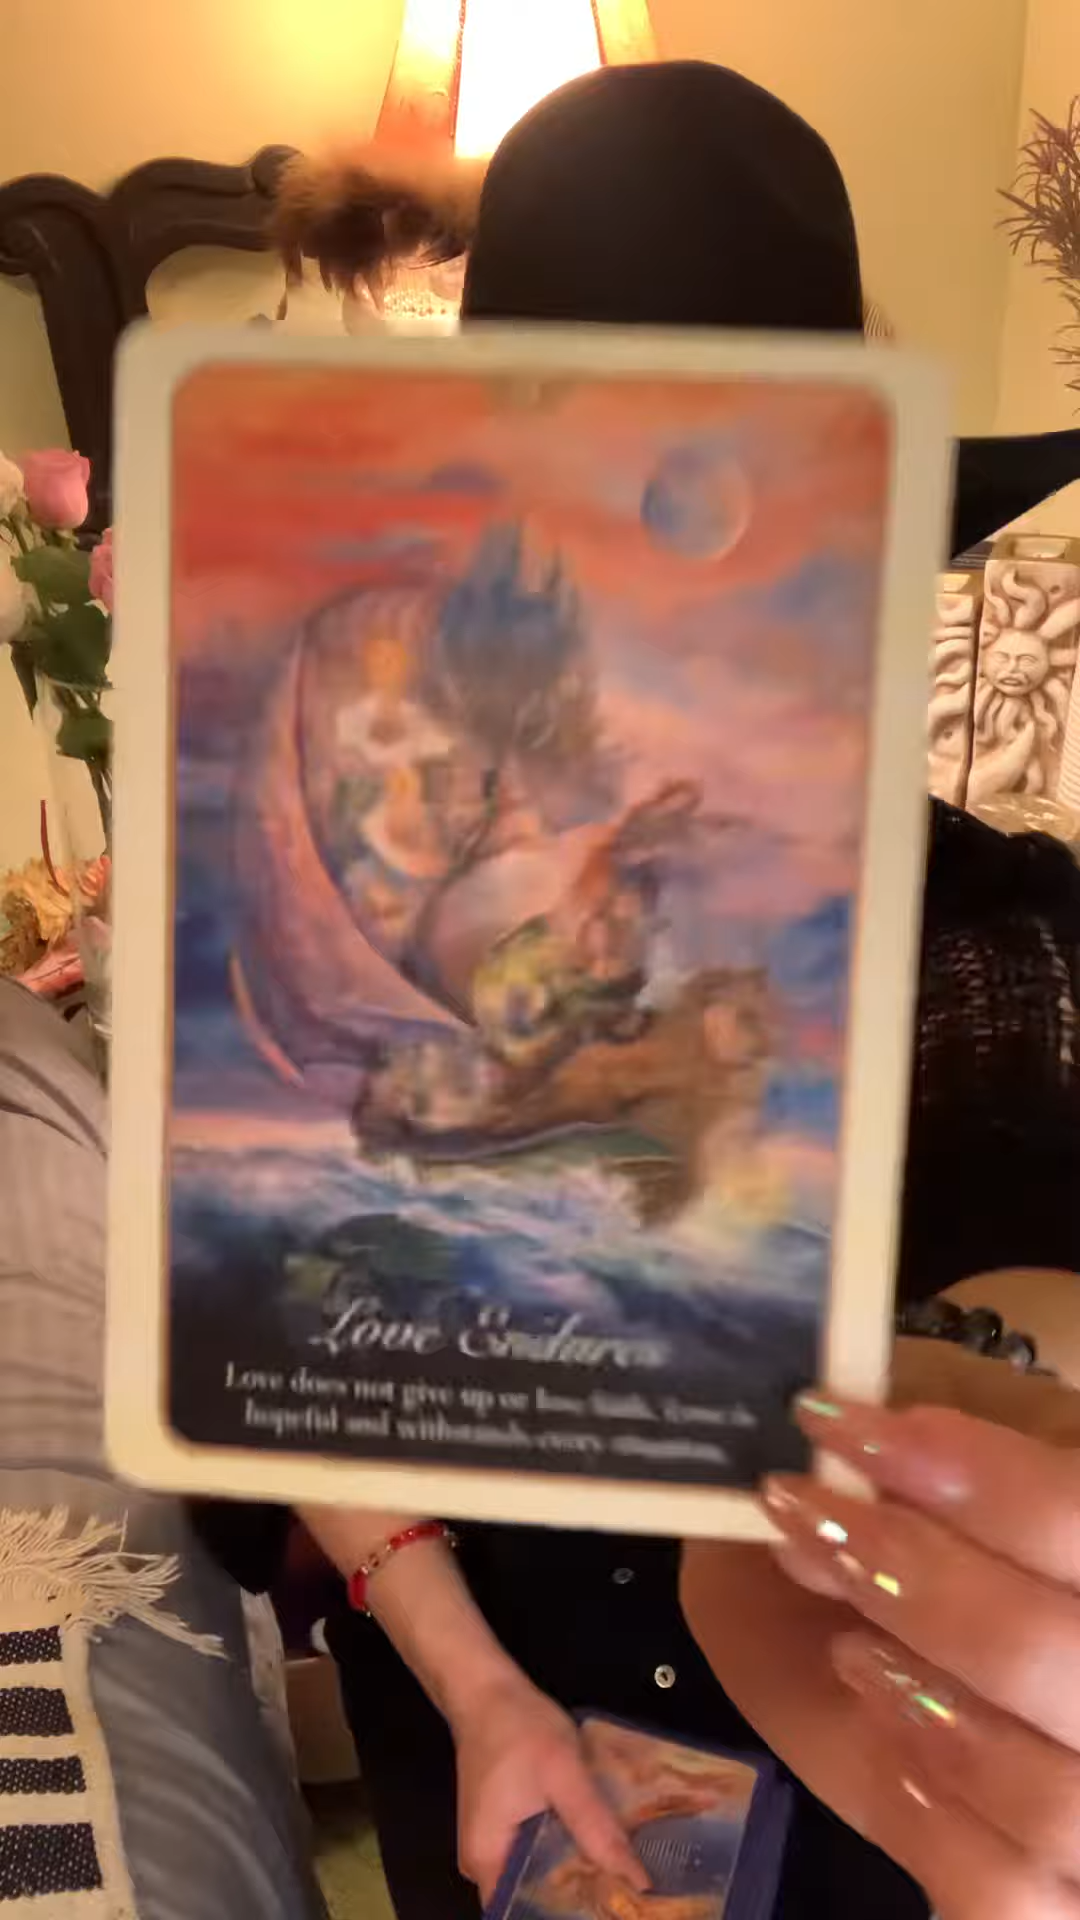 Love Endures
Love does not give up or lose faith. Love is
hopeful and withstands every situation.